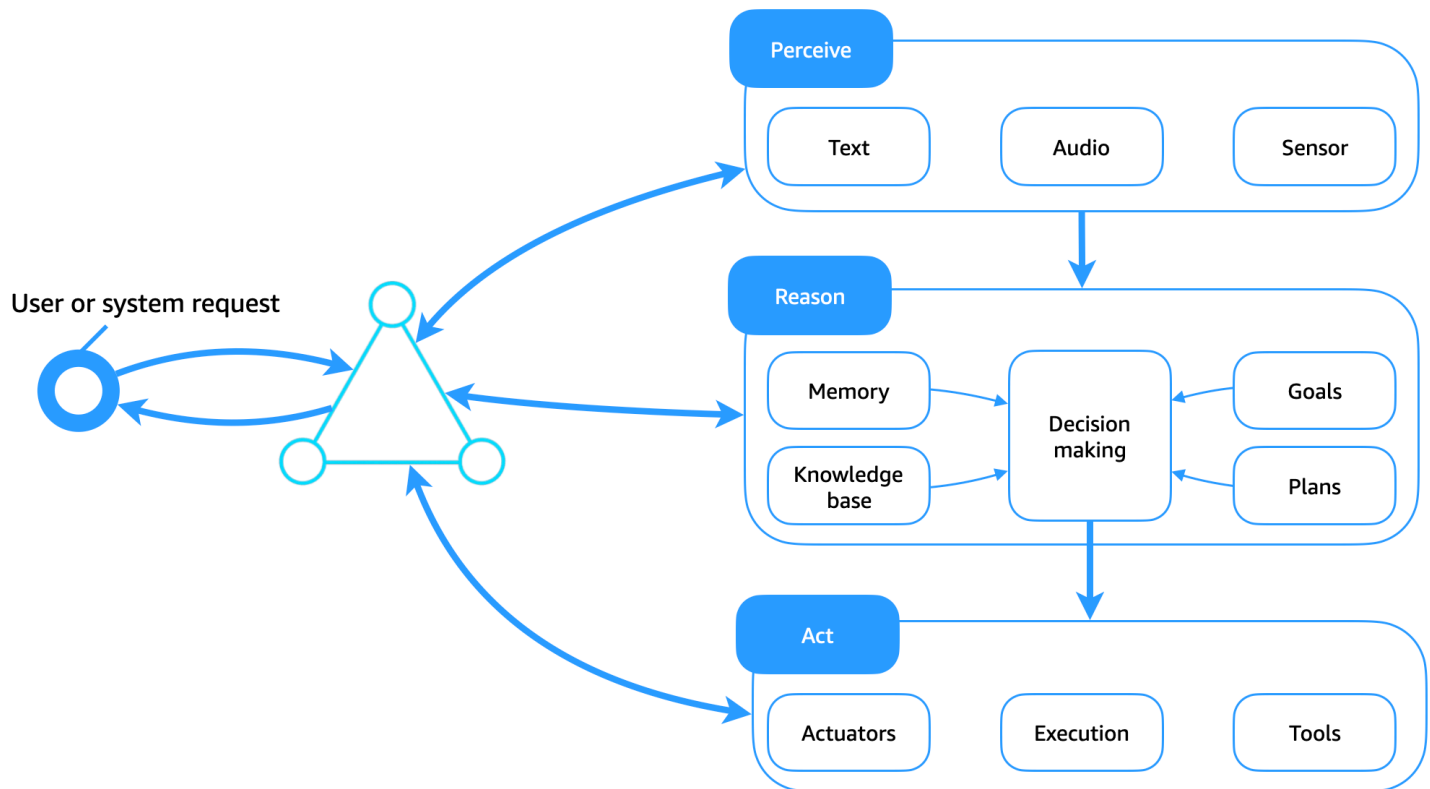 Perceive
Text
Audio
Sensor
User or system request
Reason
Memory
Knowledge
base
Decision
making
Goals
Plans
Act
Actuators
Execution
Tools